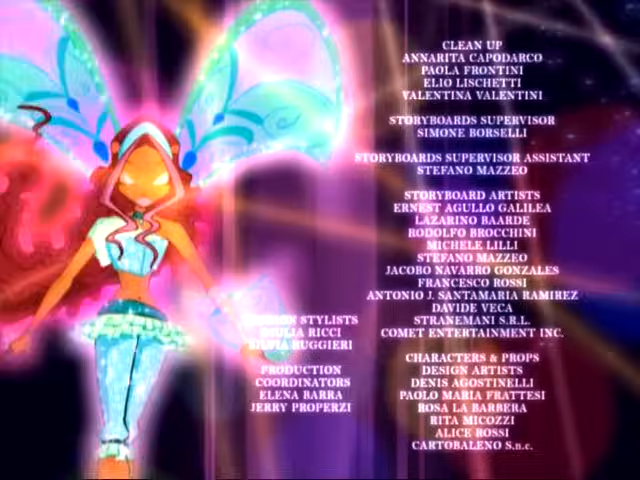 CLEAN UP
ANNARITA CAPODARCO
PAOLA FRONTINI
ELIO LISCHETTI
VALENTINA VALENTINI
STORYBOARDS SUPERVISOR
SIMONE BORSELLI
STORYBOARDS SUPERVISOR ASSISTANT
STEFANO MAZZEO
STORYBOARD ARTISTS
ERNEST AGULLO GALILEA
LAZARINO BAARDE
RODOLFO BROCCHINI
MICHELE LILLI
STEFANO MAZZEO
JACOBO NAVARRO GONZALES
FRANCESCO ROSSI
ANTONIO J. SANTAMARIA RAMIREZ
DAVIDE VECA
STRANEMANI S.R.L.
COMET ENTERTAINMENT INC.
CHARACTERS & PROPS
DESIGN ARTISTS
DENIS AGOSTINELLI
PAOLO MARIA FRATTESI
ROSA LA BARBERA
RITA MICOZZI
ALICE ROSSI
CARTOBALENO S.n.c.
STYLISTS
GIULIA RICCI
SILVIA RUGGIERI
PRODUCTION
COORDINATORS
ELENA BARRA
JERRY PROPERZI